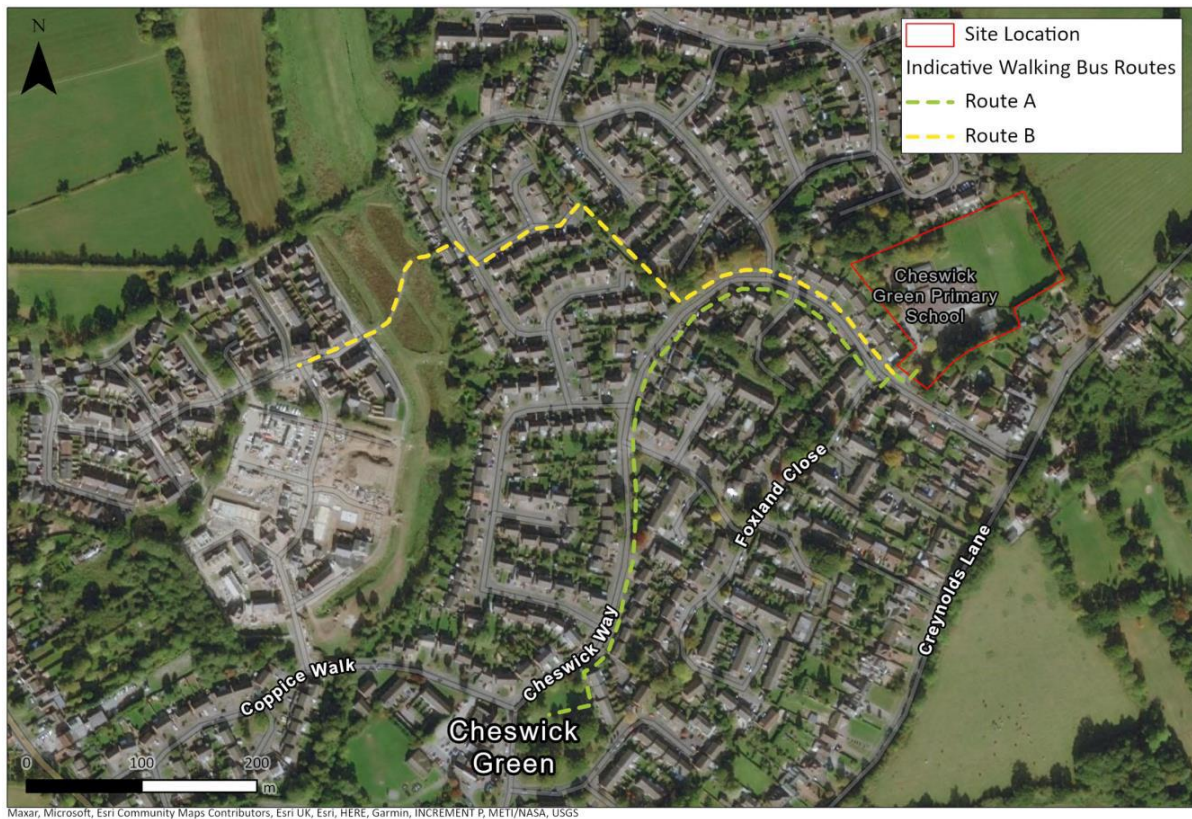 N
Site Location
Indicative Walking Bus Routes
Route A
Route B
Cheswick
Green Primary
School
Foxland Close
Creynolds Lane
Cheswick Way
Coppice Walk
Cheswick
Green
0
100
200
m
Maxar, Microsoft, Esri Community Maps Contributors, Esri UK, Esri, HERE, Garmin, INCREMENT P, METI/NASA, USGS